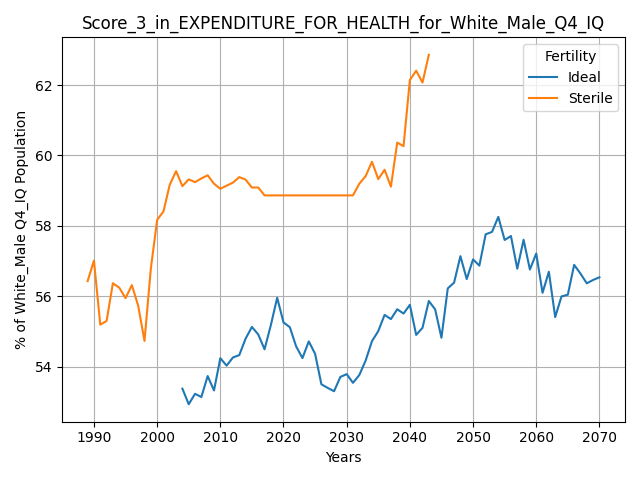 Score_3_in_EXPENDITURE_FOR_HEALTH_for_White_Male_Q4_IQ
Fertility
Ideal
Sterile
% of White_Male Q4_IQ Population
62
60
58
56
54
1990 2000 2010 2020 2030 2040 2050 2060 2070
Years